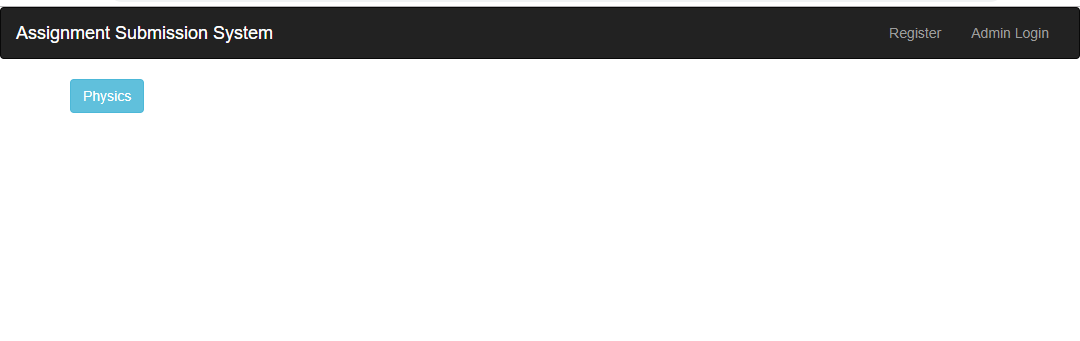 Assignment Submission System Register Admin Login
Physics